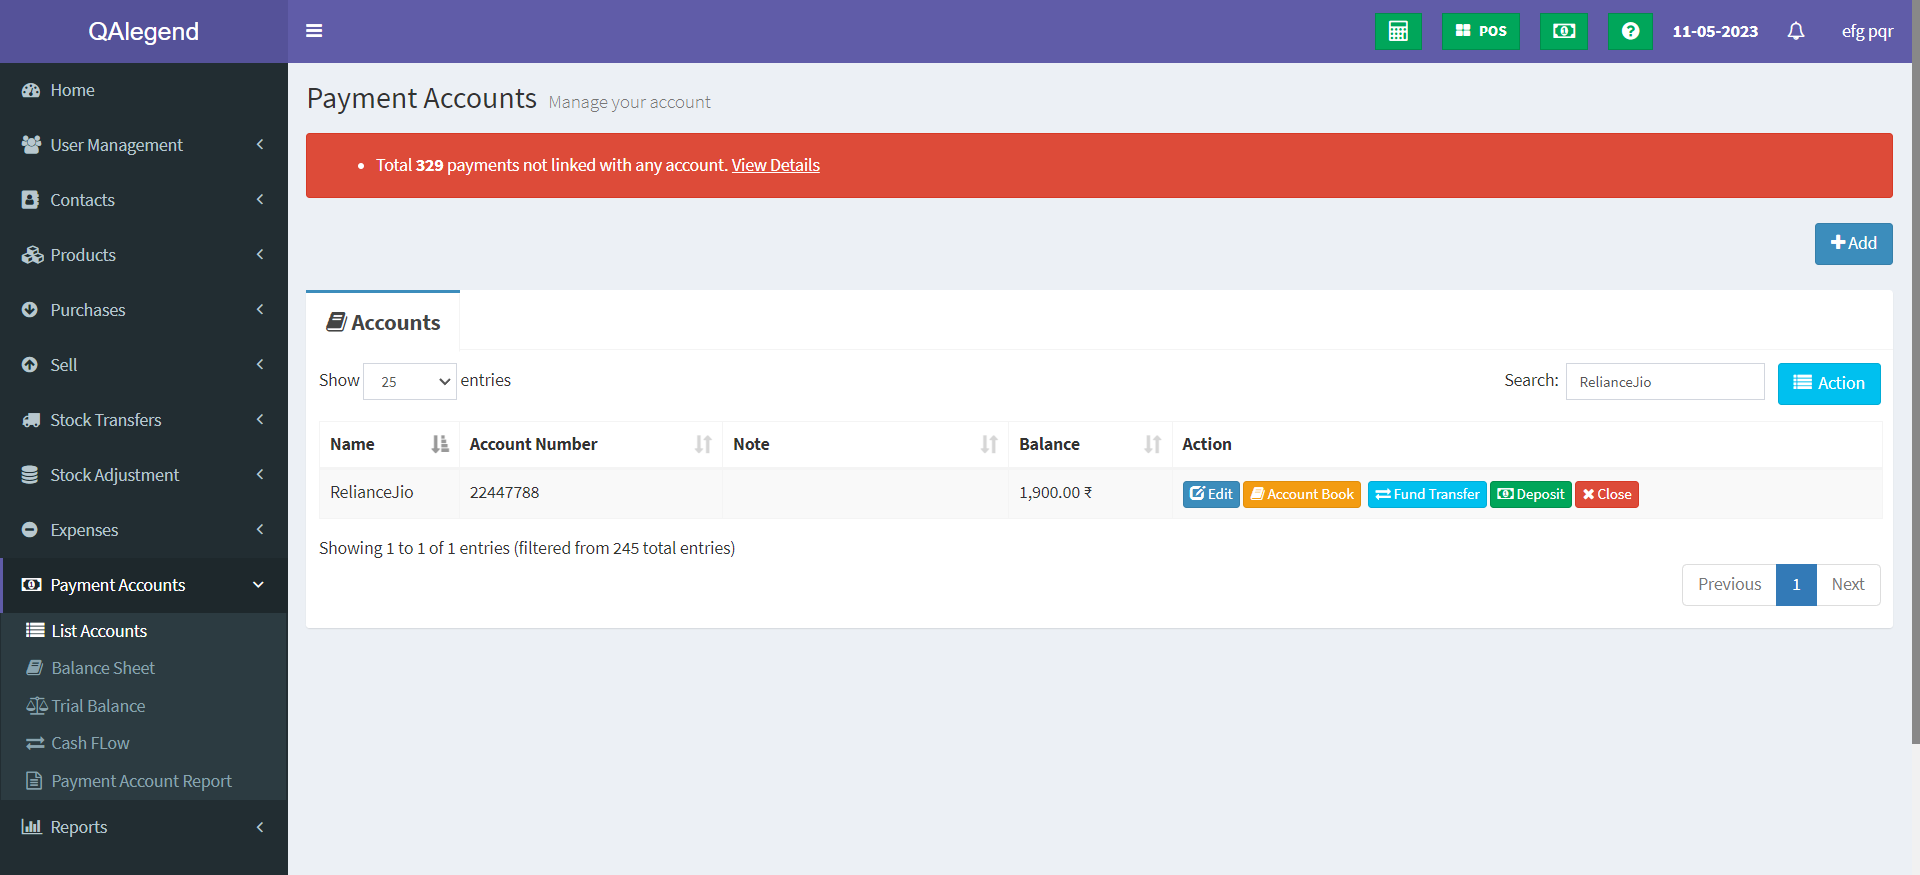 QAlegend
POS
11-05-2023
efg pqr
Home
User Management
Contacts
Products
Purchases
Sell
Stock Transfers
Stock Adjustment
Expenses
Payment Accounts
List Accounts
Balance Sheet
Trial Balance
Cash FLow
Payment Account Report
Reports
Payment Accounts Manage your account
Total 329 payments not linked with any account. View Details
Add
Accounts
Show 25 entries
Search: RelianceJio
Action
Name Account Number Note Balance Action
RelianceJio 22447788 1,900.00 ₹ Edit Account Book Fund Transfer Deposit Close
Showing 1 to 1 of 1 entries (filtered from 245 total entries)
Previous 1 Next